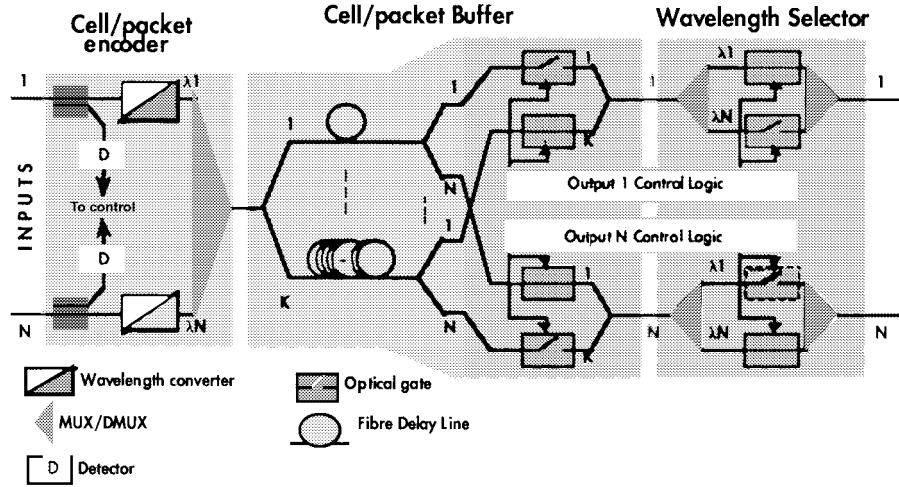 Cell/packet
encoder
Cell/packet Buffer
Wavelength Selector
1
λ1
1
1
1
K
N
1
N
K
1
λ1
λN
1
INPUTS
D
To control
D
Output 1 Control Logic
Output N Control Logic
N
λN
K
1
K
N
λ1
λN
N
Wavelength converter
MUX/DMUX
D
Detector
Optical gate
Fibre Delay Line